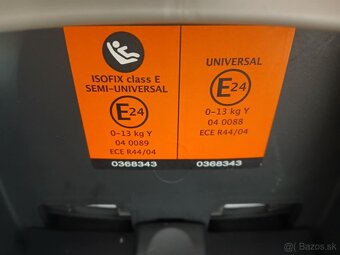 ISOFIX class E
SEMI-UNIVERSAL
E24
0-13 kg Y
04 0089
ECE R44/04
0368343
UNIVERSAL
E24
0-13 kg Y
04 0088
ECE R44/04
0368343
Bazos.sk